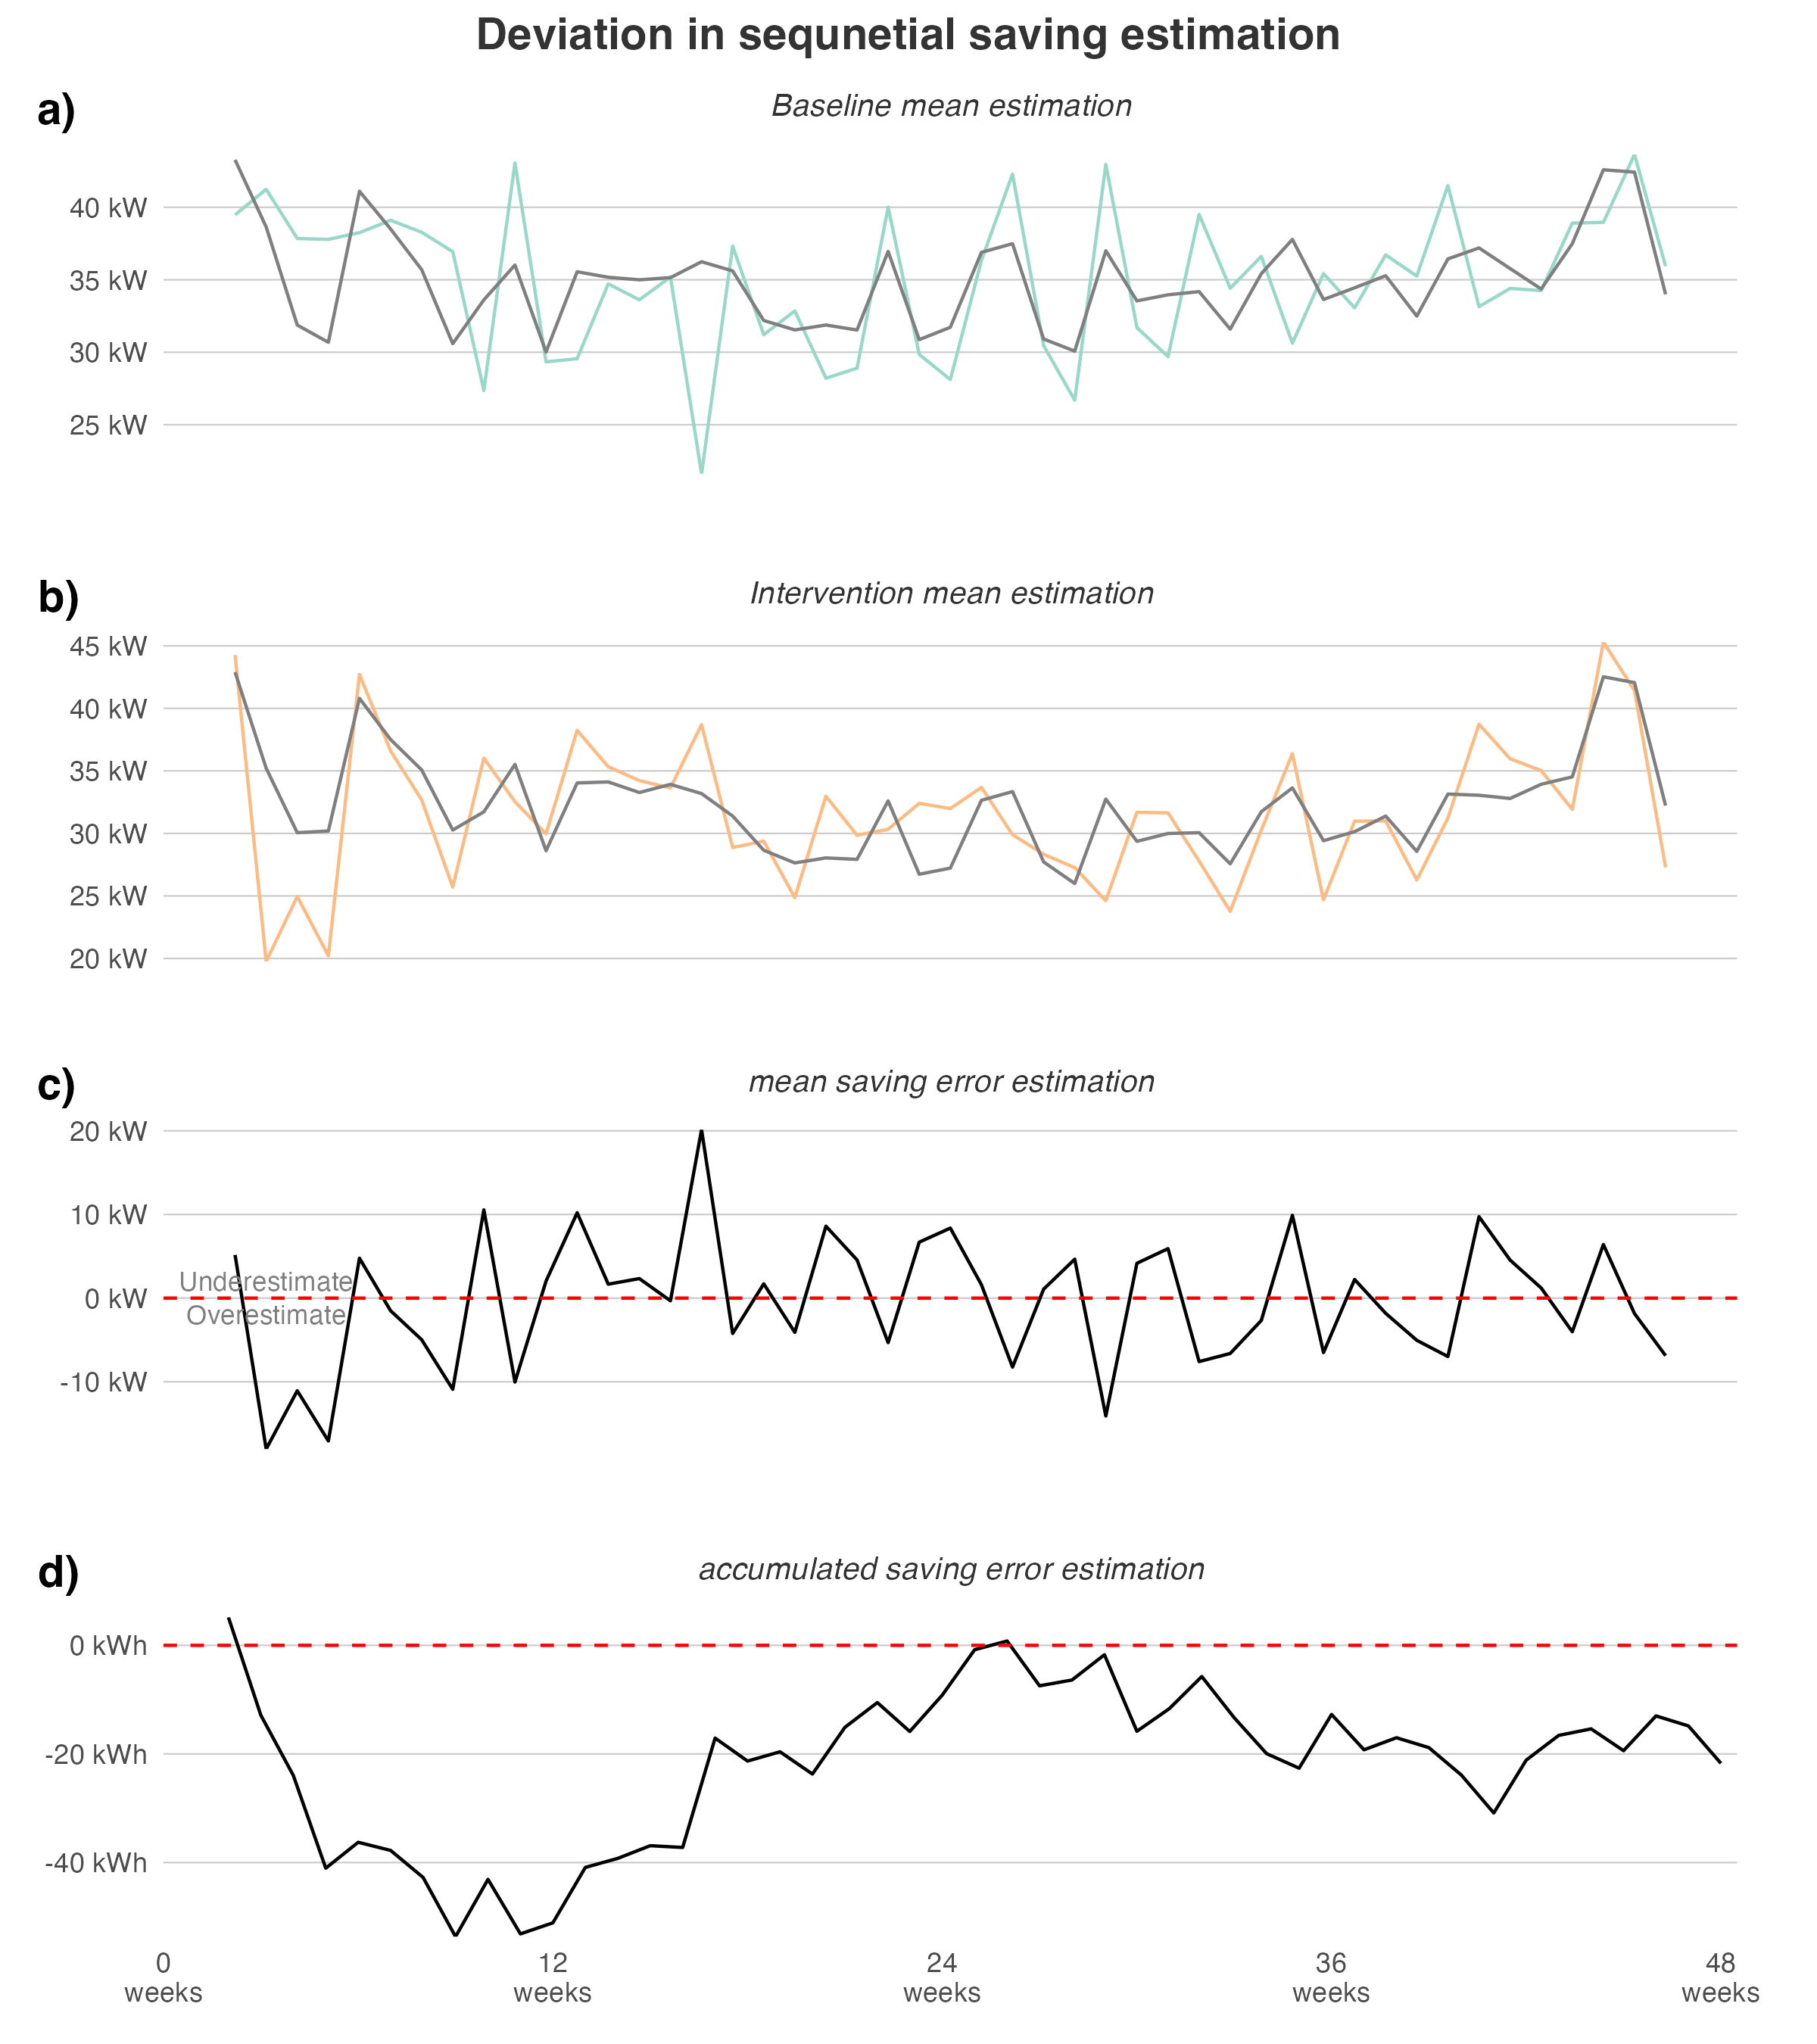 Deviation in sequnetial saving estimation
a)
Baseline mean estimation
40 kW
35 kW
30 kW
25 kW
b)
Intervention mean estimation
45 kW
40 kW
35 kW
30 kW
25 kW
20 kW
c)
mean saving error estimation
20 kW
10 kW
Underestimate
0 kW
Overestimate
-10 kW
d)
accumulated saving error estimation
0 kWh
-20 kWh
-40 kWh
0 12 24 36 48
weeks weeks weeks weeks weeks